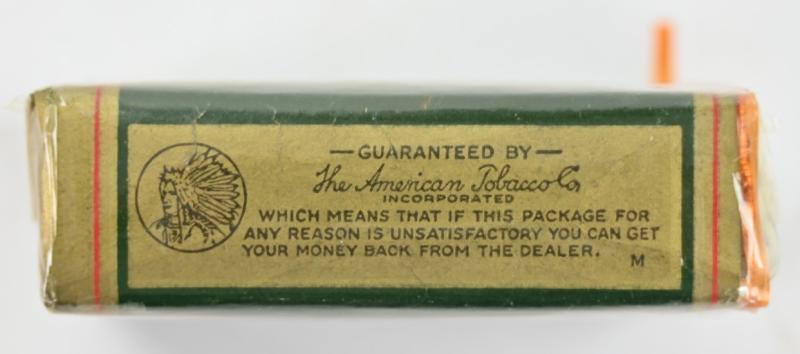 —GUARANTEED BY—
The American Tobacco Co.
INCORPORATED
WHICH MEANS THAT IF THIS PACKAGE FOR
ANY REASON IS UNSATISFACTORY YOU CAN GET
YOUR MONEY BACK FROM THE DEALER.
M